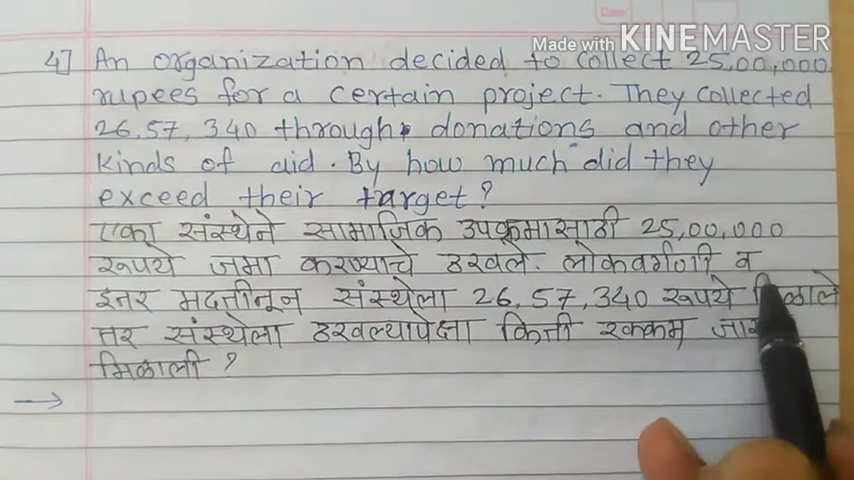 Made with KINEMASTER
4] An organization decided to collect 25,00,000
rupees for a certain project. They collected
26,57,340 through donations and other
kinds of aid. By how much did they
exceed their target?
एका संस्थेने सामाजिक उपक्रमासाठी 25,00,000
रूपये जमा करण्याचे ठरवले. लोकवर्गणी व
इतर मदतीतून संस्थेला 26,57,340 रूपये
तर संस्थेला ठरवल्यापेक्षा किती रक्कम
मिळाली ?